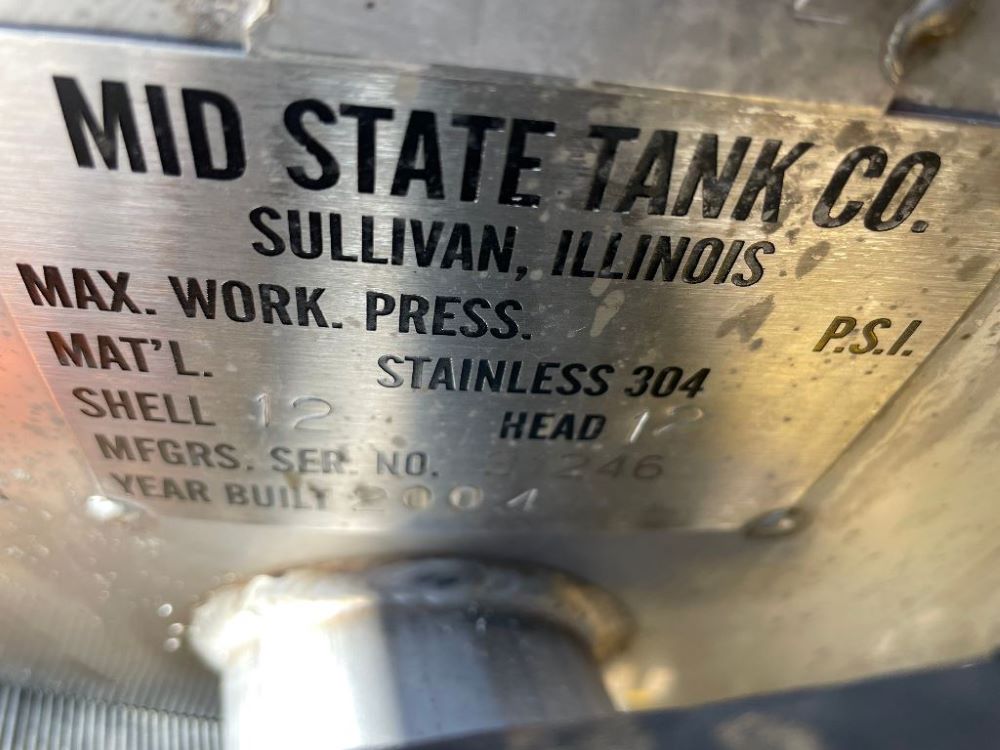 MID STATE TANK CO.
SULLIVAN, ILLINOIS
MAX. WORK. PRESS. P.S.I.
MAT'L. STAINLESS 304
SHELL 12 HEAD 12
MFGRS. SER. NO. 246
YEAR BUILT 2004